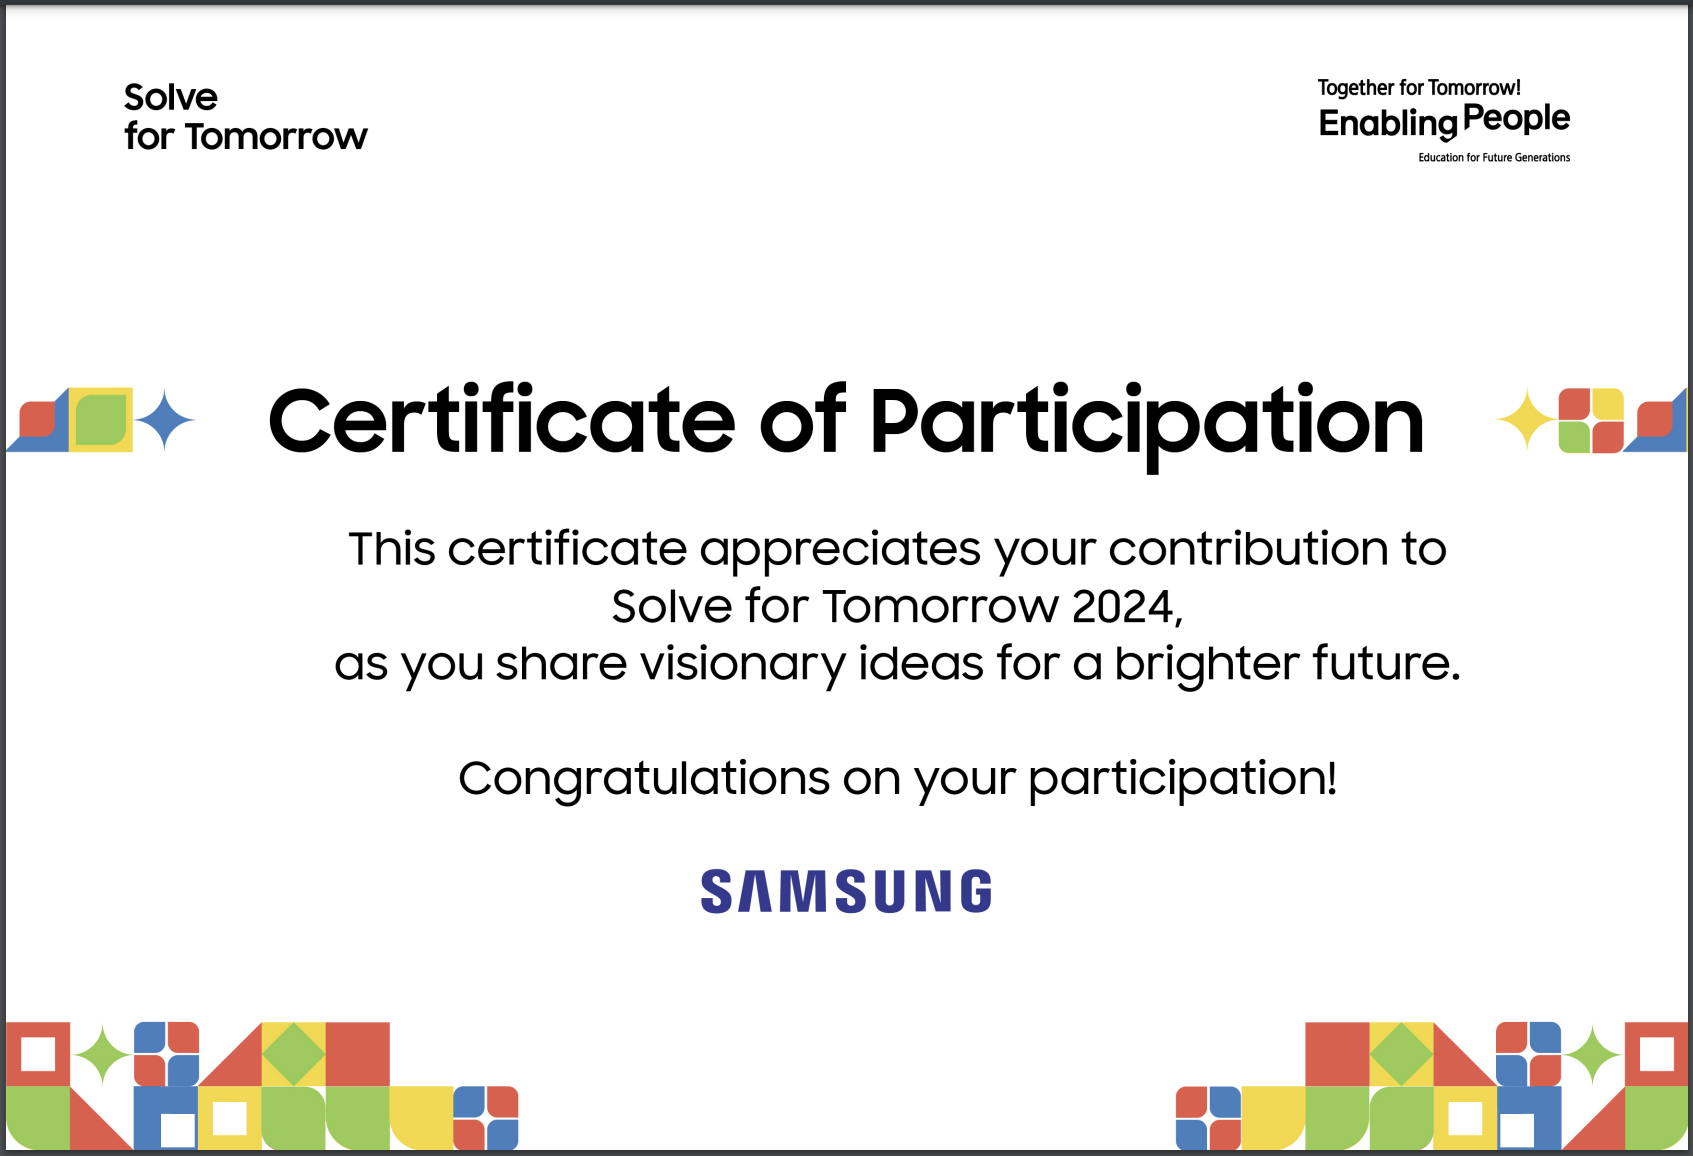 Solve
for Tomorrow
Together for Tomorrow!
Enabling People
Education for Future Generations
Certificate of Participation
This certificate appreciates your contribution to
Solve for Tomorrow 2024,
as you share visionary ideas for a brighter future.
Congratulations on your participation!
SAMSUNG